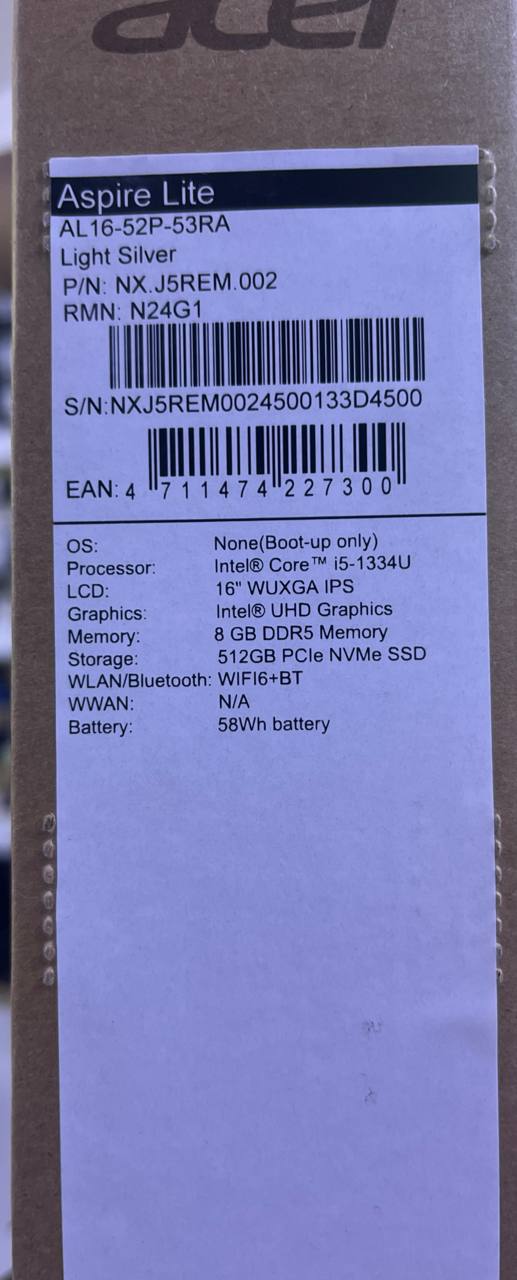 acer
Aspire Lite
AL16-52P-53RA
Light Silver
P/N: NX.J5REM.002
RMN: N24G1
S/N:NXJ5REM0024500133D4500
EAN: 4 711474 227300
OS: None(Boot-up only)
Processor: Intel® Core™ i5-1334U
LCD: 16" WUXGA IPS
Graphics: Intel® UHD Graphics
Memory: 8 GB DDR5 Memory
Storage: 512GB PCIe NVMe SSD
WLAN/Bluetooth: WIFI6+BT
WWAN: N/A
Battery: 58Wh battery